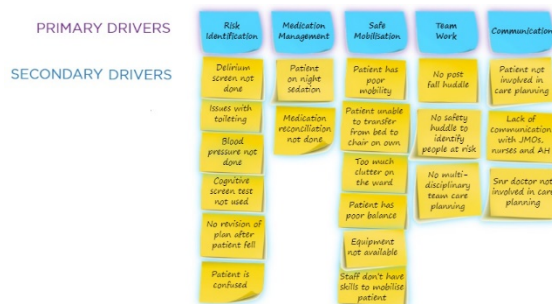 PRIMARY DRIVERS
Risk
Identification
Medication
Management
Safe
Mobilisation
Team
Work
Communication
SECONDARY DRIVERS
Delirium
screen not
done
Issues with
toileting
Blood
pressure not
done
Cognitive
screen test
not used
No revision of
plan after
patient fell
Patient is
confused
Patient
on night
sedation
Medication
reconciliation
not done
Patient has
poor
mobility
Patient unable
to transfer
from bed to
chair on own
Too much
clutter on
the ward
Patient has
poor balance
Equipment
not available
Staff don't have
skills to mobilise
patient
No post
fall huddle
No safety
huddle to
identify
people at risk
No multi-
disciplinary
team care
planning
Patient not
involved in
care planning
Lack of
communication
with JMOs,
nurses and AH
Snr doctor not
involved in care
planning